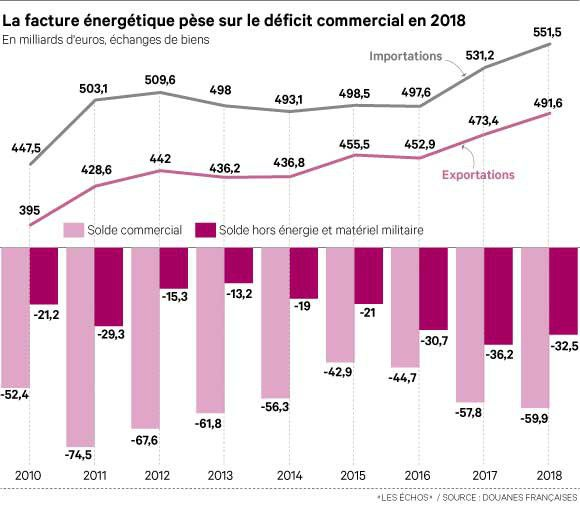 La facture énergétique pèse sur le déficit commercial en 2018
En milliards d'euros, échanges de biens
551,5
Importations
531,2
503,1 509,6 498 493,1 498,5 497,6
491,6
447,5
473,4
455,5 452,9
428,6 442 436,2 436,8
Exportations
395
Solde commercial Solde hors énergie et matériel militaire
-21,2 -29,3 -15,3 -13,2 -19 -21 -30,7 -36,2 -32,5
-52,4 -74,5 -67,6 -61,8 -56,3 -42,9 -44,7 -57,8 -59,9
2010 2011 2012 2013 2014 2015 2016 2017 2018
«LES ÉCHOS» / SOURCE : DOUANES FRANÇAISES